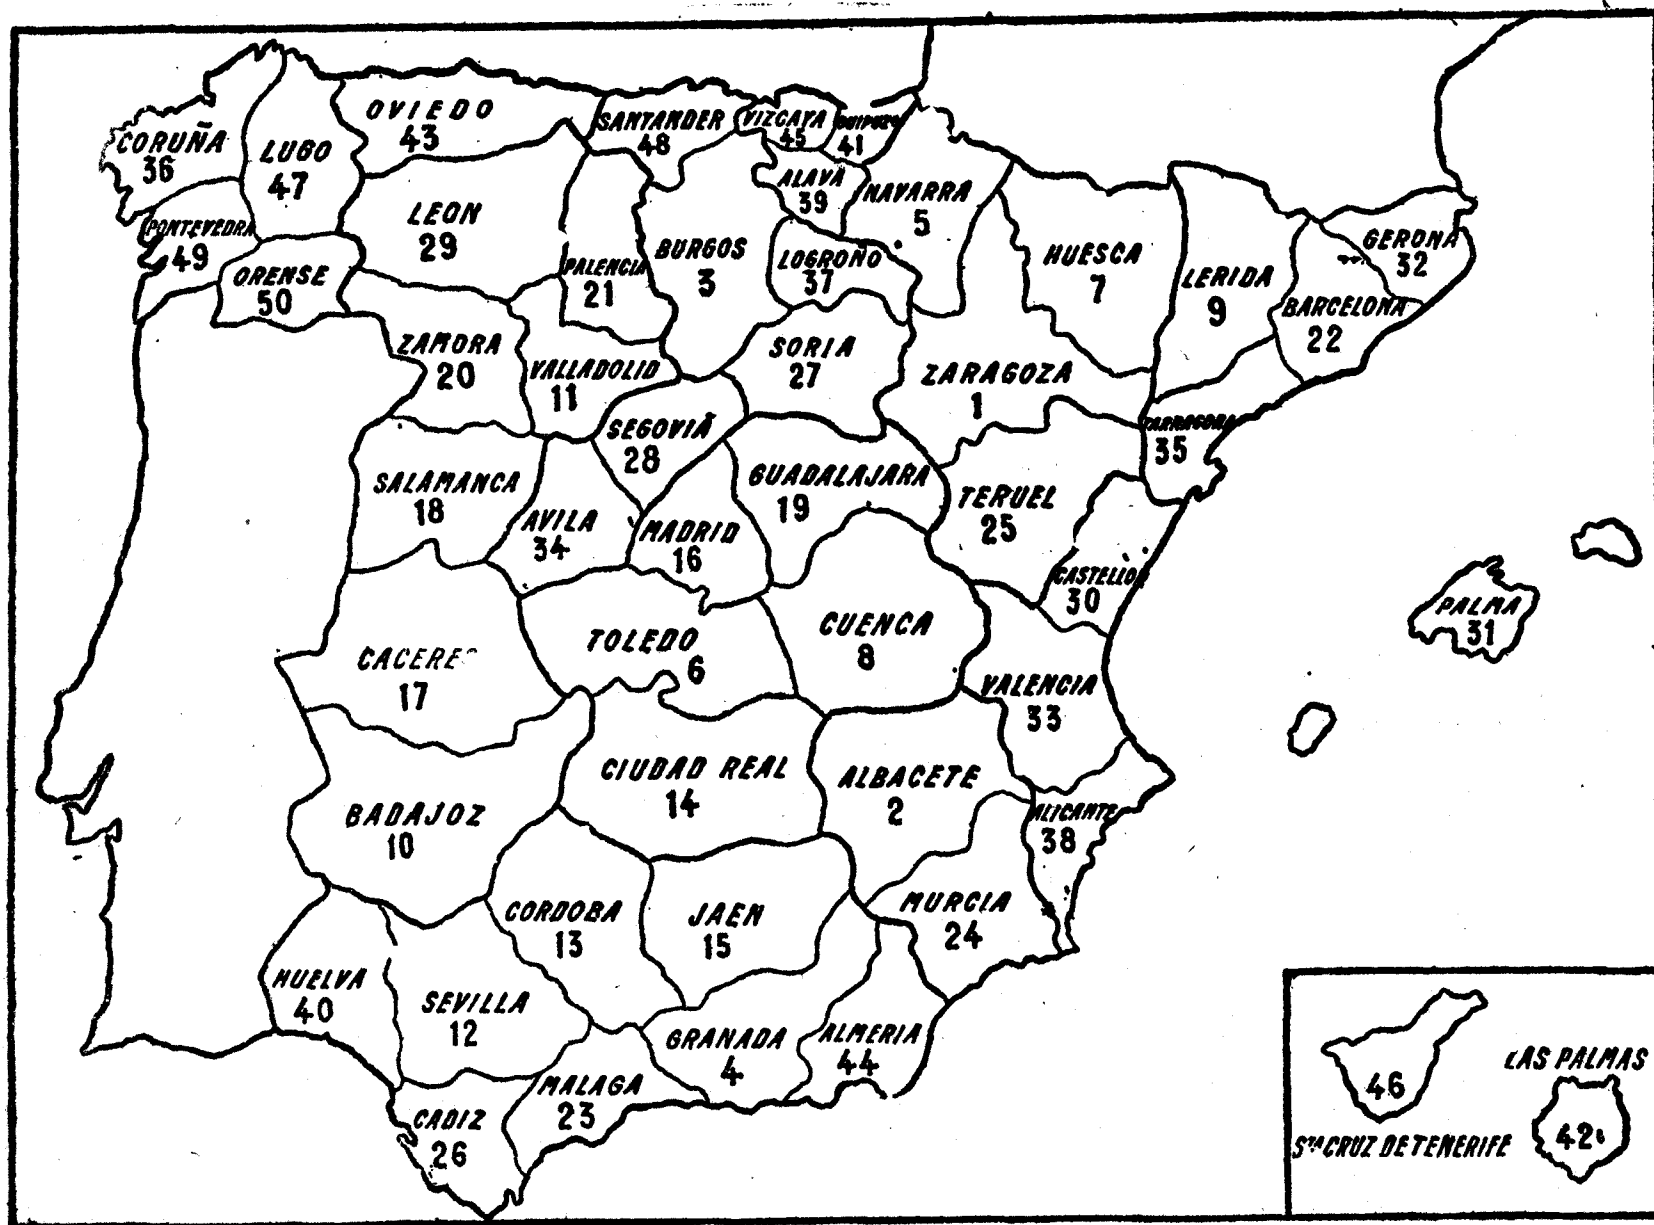 OVIEDO
43
SANTANDER
48
VIZCAYA
45
GUIPUZC
41
CORUÑA
36
LUGO
47
ALAVA
39
NAVARRA
5
LEON
29
PONTEVEDRA
49
ORENSE
50
PALENCIA
21
BURGOS
3
LOGROÑO
37
HUESCA
7
LERIDA
9
GERONA
32
BARCELONA
22
ZAMORA
20
VALLADOLID
11
SORIA
27
ZARAGOZA
1
SEGOVIA
28
TARRAGONA
35
SALAMANCA
18
AVILA
34
MADRID
16
GUADALAJARA
19
TERUEL
25
CASTELLON
30
PALMA
31
CACERES
17
TOLEDO
6
CUENCA
8
VALENCIA
33
BADAJOZ
10
CIUDAD REAL
14
ALBACETE
2
ALICANTE
38
CORDOBA
13
JAEN
15
MURCIA
24
HUELVA
40
SEVILLA
12
GRANADA
4
ALMERIA
44
MALAGA
23
CADIZ
26
46
STA CRUZ DE TENERIFE
LAS PALMAS
42